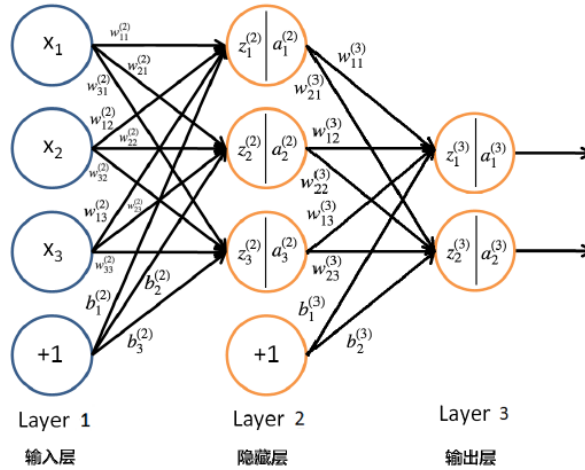 x₁
w₁₁⁽²⁾
w₂₁⁽²⁾
w₃₁⁽²⁾
w₁₂⁽²⁾
x₂
w₂₂⁽²⁾
w₃₂⁽²⁾
w₁₃⁽²⁾
w₂₃⁽²⁾
x₃
w₃₃⁽²⁾
b₁⁽²⁾
b₂⁽²⁾
b₃⁽²⁾
+1
z₁⁽²⁾ a₁⁽²⁾
z₂⁽²⁾ a₂⁽²⁾
z₃⁽²⁾ a₃⁽²⁾
+1
w₁₁⁽³⁾
w₂₁⁽³⁾
w₁₂⁽³⁾
w₂₂⁽³⁾
w₁₃⁽³⁾
w₂₃⁽³⁾
b₁⁽³⁾
b₂⁽³⁾
z₁⁽³⁾ a₁⁽³⁾
z₂⁽³⁾ a₂⁽³⁾
Layer 1
输入层
Layer 2
隐藏层
Layer 3
输出层